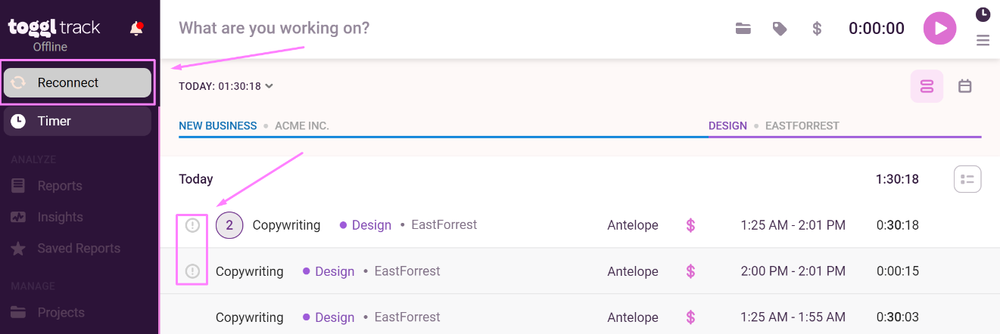 toggl track
Offline
Reconnect
Timer
ANALYZE
Reports
Insights
Saved Reports
MANAGE
Projects
What are you working on?
$
0:00:00
TODAY: 01:30:18
NEW BUSINESS • ACME INC.
DESIGN • EASTFORREST
Today
1:30:18
2 Copywriting • Design • EastForrest Antelope $ 1:25 AM - 2:01 PM 0:30:18
Copywriting • Design • EastForrest Antelope $ 2:00 PM - 2:01 PM 0:00:15
Copywriting • Design • EastForrest Antelope $ 1:25 AM - 1:55 AM 0:30:03